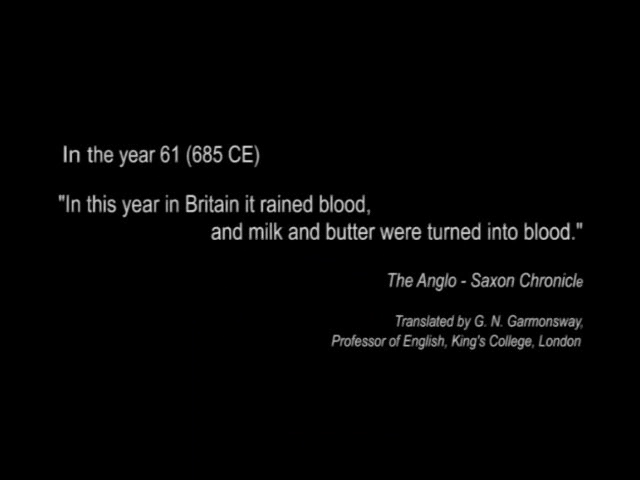 In the year 61 (685 CE)
"In this year in Britain it rained blood,
and milk and butter were turned into blood."
The Anglo - Saxon Chronicle
Translated by G. N. Garmonsway,
Professor of English, King's College, London